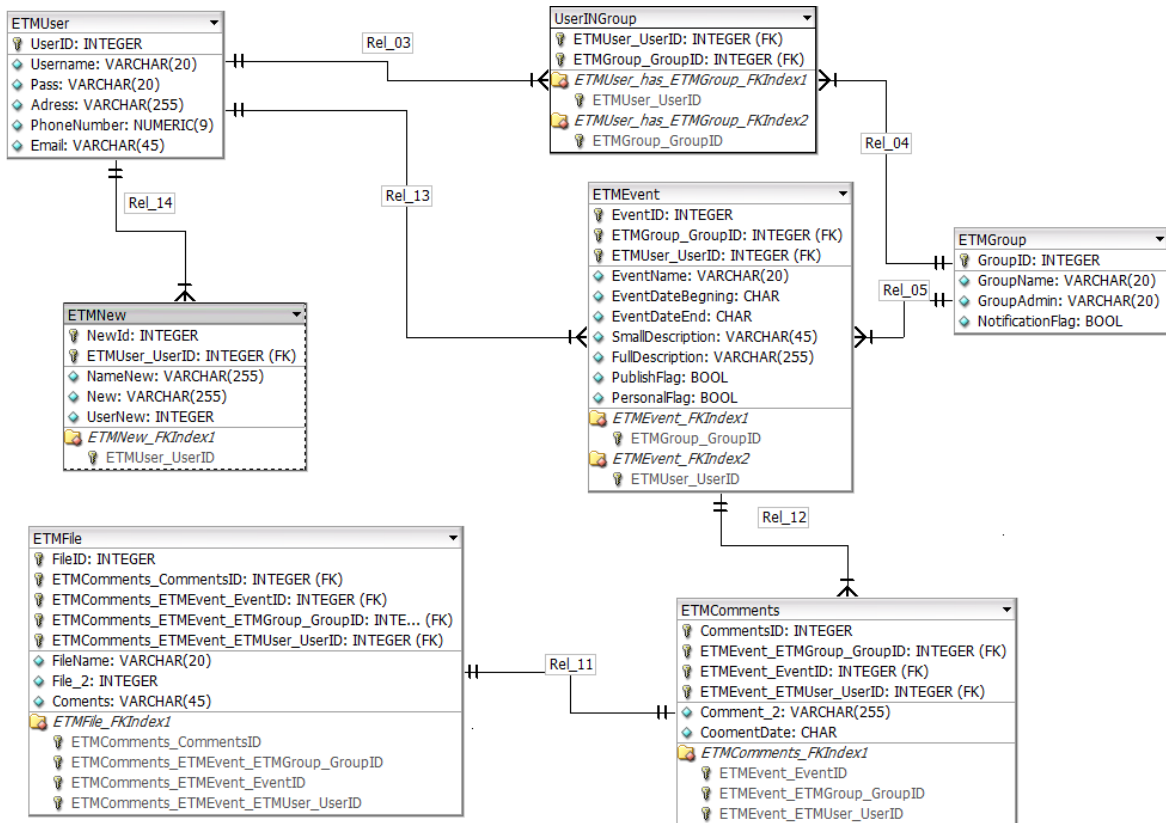 ETMUser
UserID: INTEGER
Username: VARCHAR(20)
Pass: VARCHAR(20)
Adress: VARCHAR(255)
PhoneNumber: NUMERIC(9)
Email: VARCHAR(45)
Rel_03
UserINGroup
ETMUser_UserID: INTEGER (FK)
ETMGroup_GroupID: INTEGER (FK)
ETMUser_has_ETMGroup_FKIndex1
ETMUser_UserID
ETMUser_has_ETMGroup_FKIndex2
ETMGroup_GroupID
Rel_04
Rel_14
Rel_13
ETMEvent
EventID: INTEGER
ETMGroup_GroupID: INTEGER (FK)
ETMUser_UserID: INTEGER (FK)
EventName: VARCHAR(20)
EventDateBegning: CHAR
EventDateEnd: CHAR
SmallDescription: VARCHAR(45)
FullDescription: VARCHAR(255)
PublishFlag: BOOL
PersonalFlag: BOOL
ETMEvent_FKIndex1
ETMGroup_GroupID
ETMEvent_FKIndex2
ETMUser_UserID
Rel_05
ETMGroup
GroupID: INTEGER
GroupName: VARCHAR(20)
GroupAdmin: VARCHAR(20)
NotificationFlag: BOOL
ETMNew
NewId: INTEGER
ETMUser_UserID: INTEGER (FK)
NameNew: VARCHAR(255)
New: VARCHAR(255)
UserNew: INTEGER
ETMNew_FKIndex1
ETMUser_UserID
Rel_12
ETMFile
FileID: INTEGER
ETMComments_CommentsID: INTEGER (FK)
ETMComments_ETMEvent_EventID: INTEGER (FK)
ETMComments_ETMEvent_ETMGroup_GroupID: INTE... (FK)
ETMComments_ETMEvent_ETMUser_UserID: INTEGER (FK)
FileName: VARCHAR(20)
File_2: INTEGER
Coments: VARCHAR(45)
ETMFile_FKIndex1
ETMComments_CommentsID
ETMComments_ETMEvent_ETMGroup_GroupID
ETMComments_ETMEvent_EventID
ETMComments_ETMEvent_ETMUser_UserID
Rel_11
ETMComments
CommentsID: INTEGER
ETMEvent_ETMGroup_GroupID: INTEGER (FK)
ETMEvent_EventID: INTEGER (FK)
ETMEvent_ETMUser_UserID: INTEGER (FK)
Comment_2: VARCHAR(255)
CoomentDate: CHAR
ETMComments_FKIndex1
ETMEvent_EventID
ETMEvent_ETMGroup_GroupID
ETMEvent_ETMUser_UserID